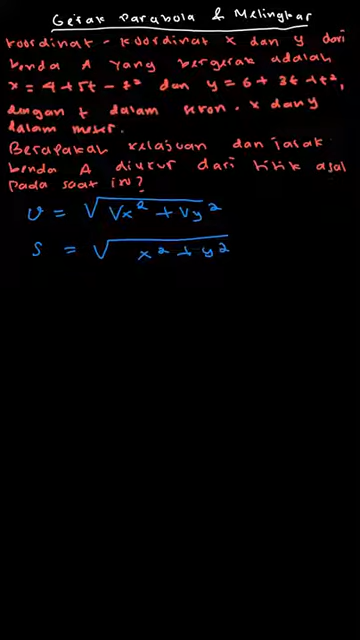 Gerak Parabola & Melingkar
koordinat - koordinat x dan y dari
benda A yang bergerak adalah
x = 4 + 5t - t² dan y = 6 + 3t + t²,
dengan t dalam sekon. x dan y
dalam meter.
Berapakah kelajuan dan jarak
benda A diukur dari titik asal
pada saat ini?
v = √Vx² + Vy²
s = √x² + y²